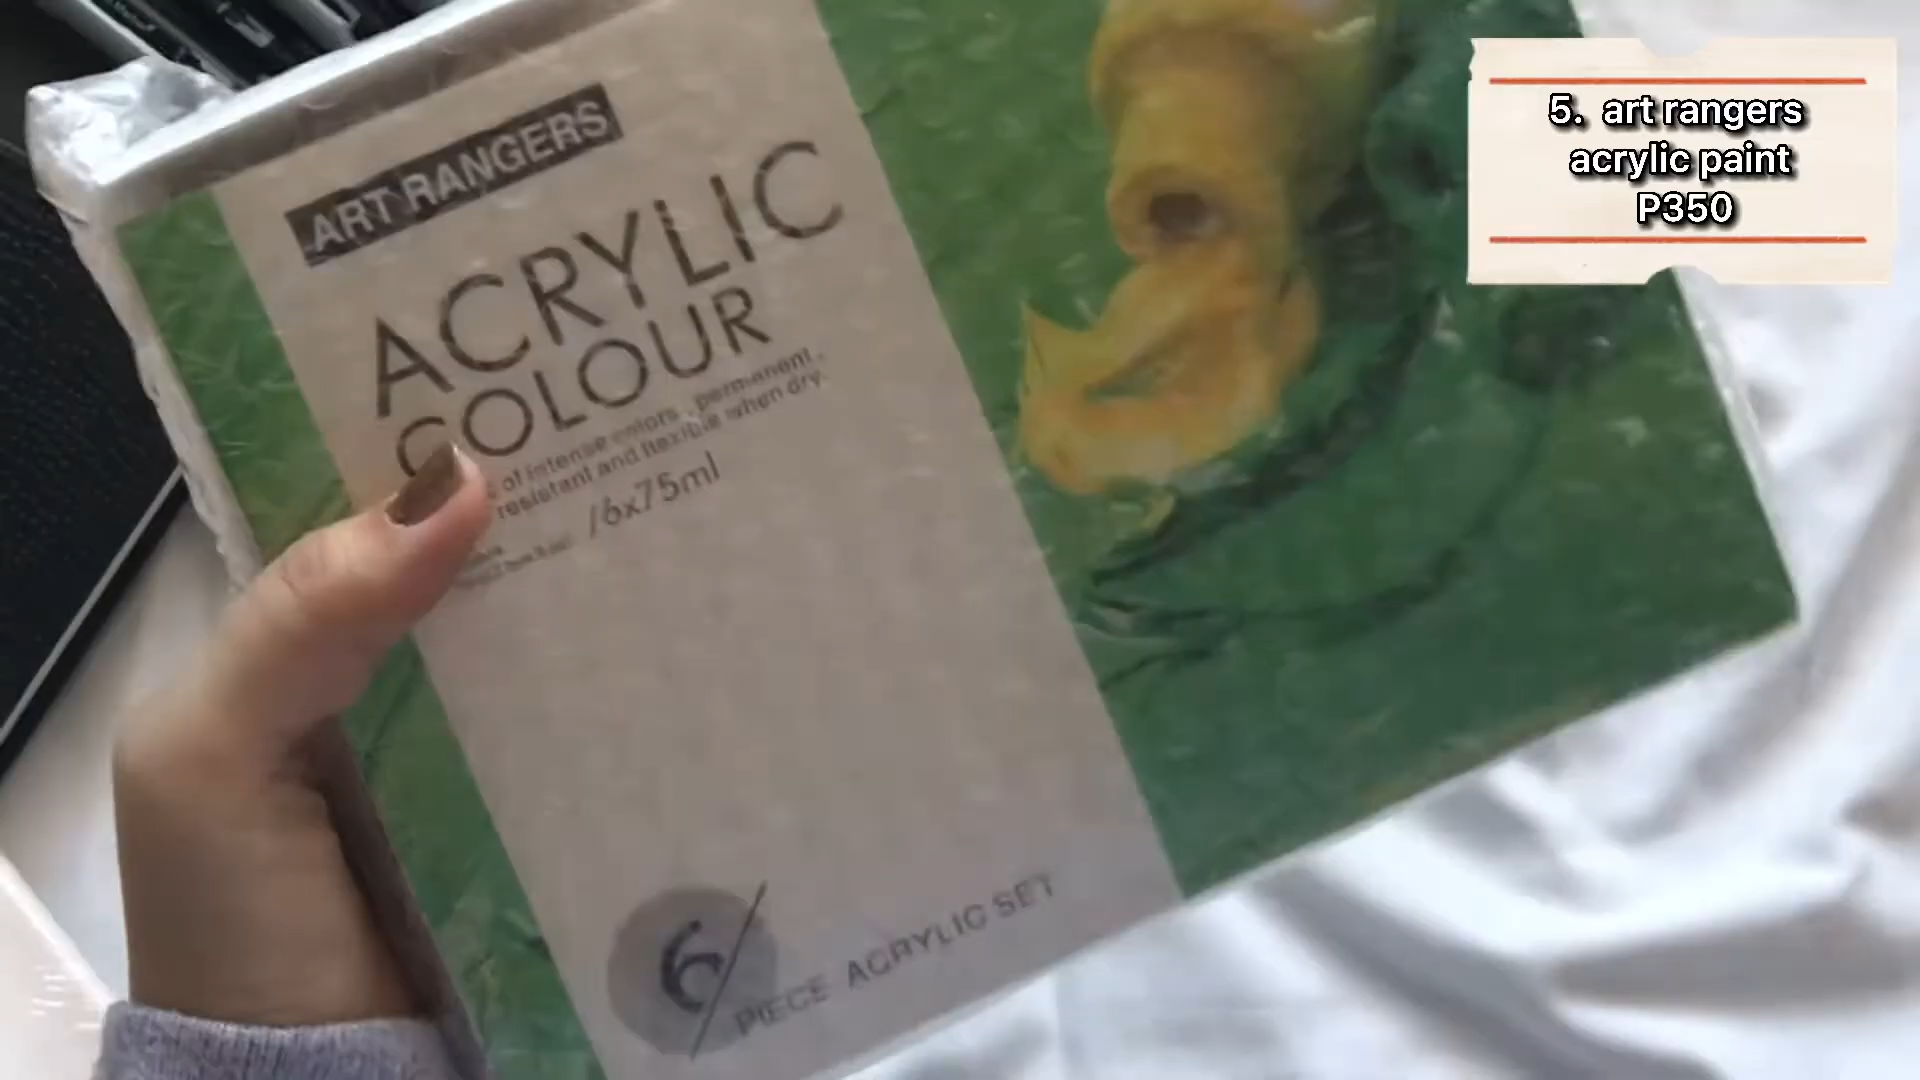 ART RANGERS
ACRYLIC
COLOUR
of intense colors, permanent,
resistant and flexible when dry.
/6x75ml
6/
PIECE ACRYLIC SET
5. art rangers
acrylic paint
P350